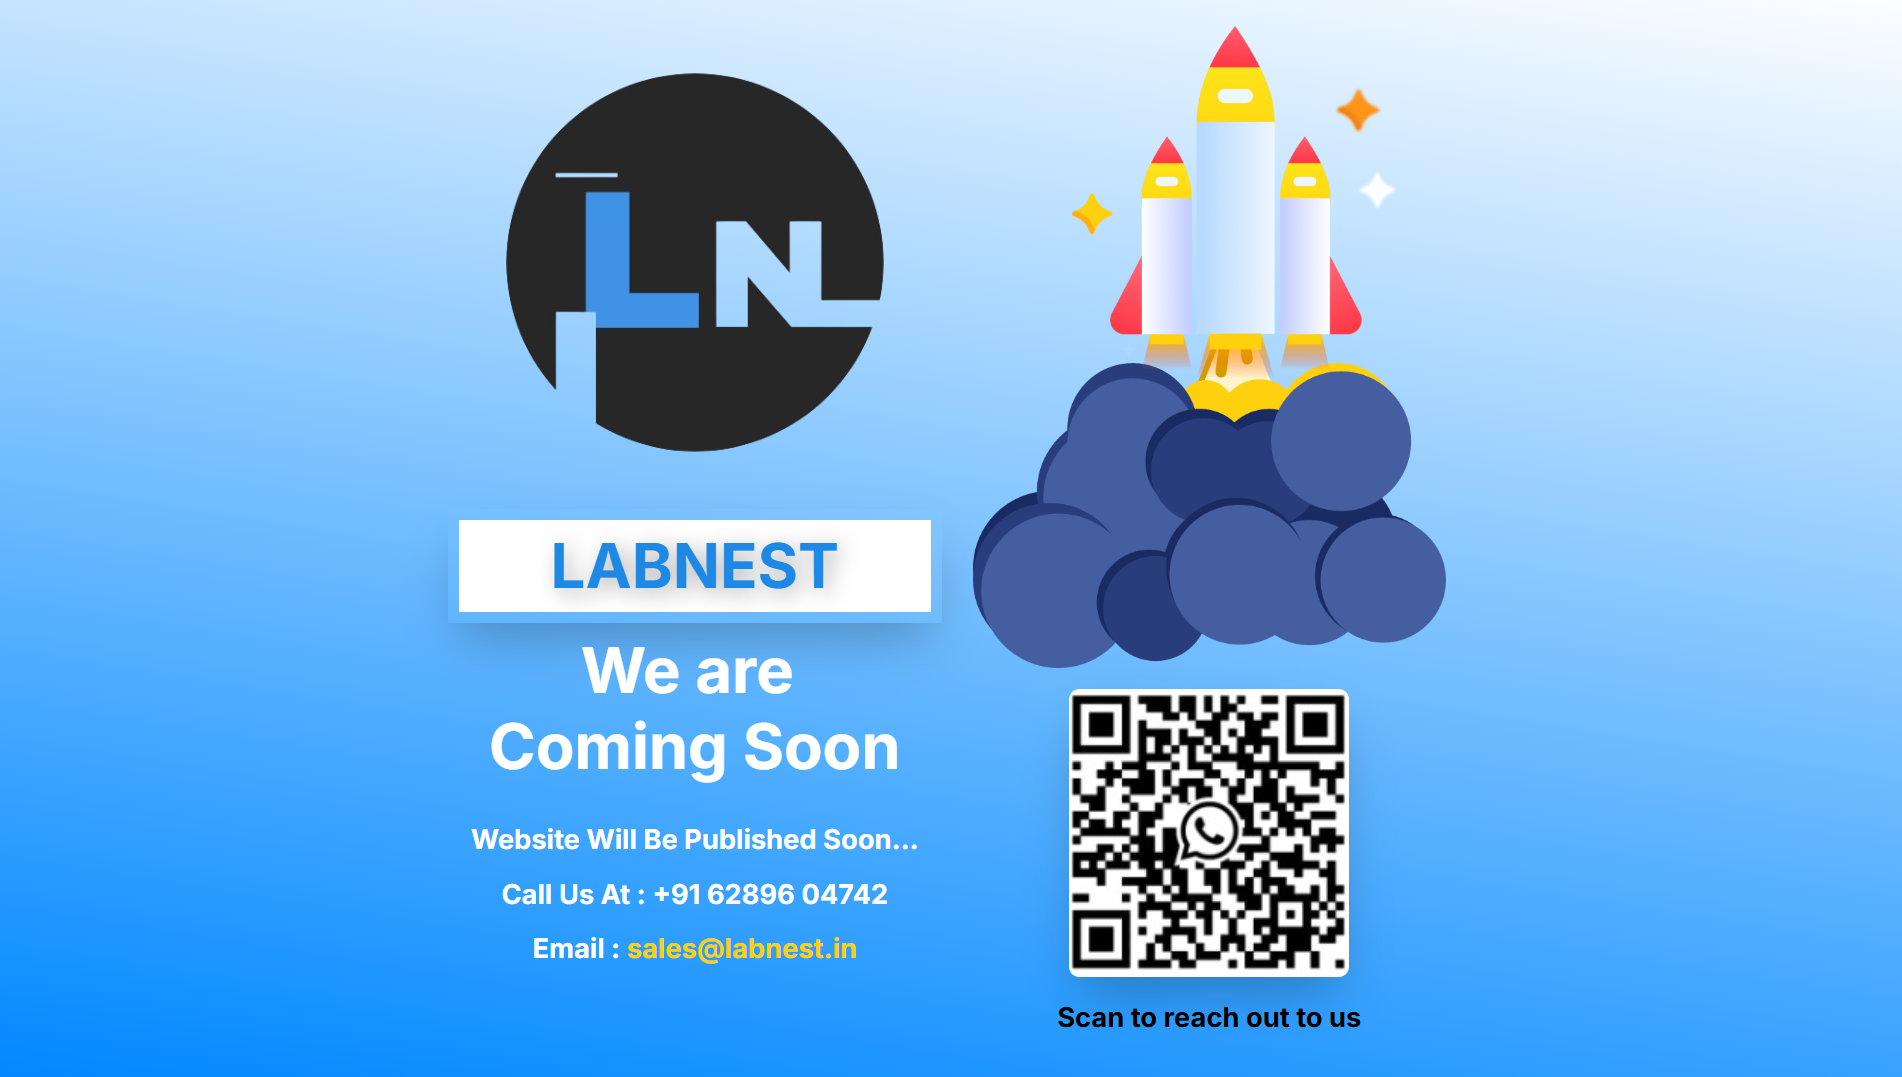 LN
LABNEST
We are
Coming Soon
Website Will Be Published Soon...
Call Us At : +91 62896 04742
Email : sales@labnest.in
Scan to reach out to us